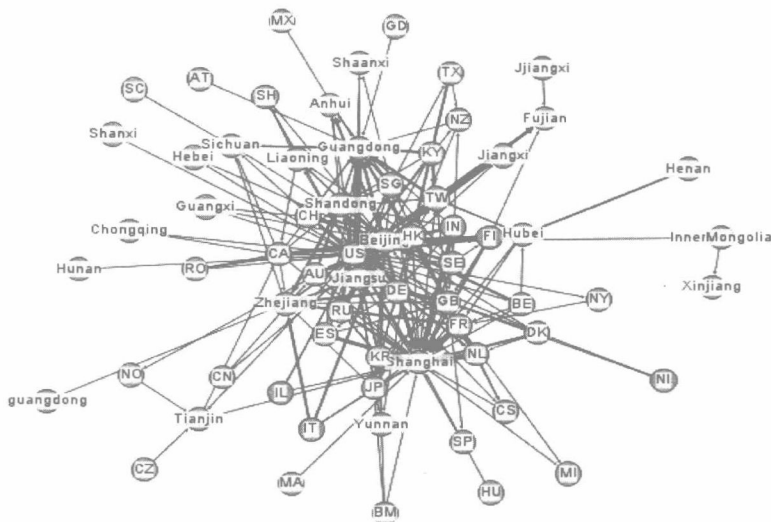 MX
GD
Shaanxi
Jjiangxi
TX
AT
SC
SH
Anhui
Fujian
NZ
Shanxi
Sichuan
Guangdong
KY
Hebei
Liaoning
Jiangxi
Henan
SG
TW
Guangxi
Shandong
CH
IN
Chongqing
Beijin
HK
FI
Hubei
InnerMongolia
CA
US
SE
Hunan
RO
AU
Jiangsu
Xinjiang
DE
Zhejiang
GB
BE
NY
RU
FR
ES
DK
KR
Shanghai
NL
NO
CN
NI
JP
guangdong
IL
CS
Tianjin
IT
Yunnan
SP
CZ
MI
MA
HU
BM